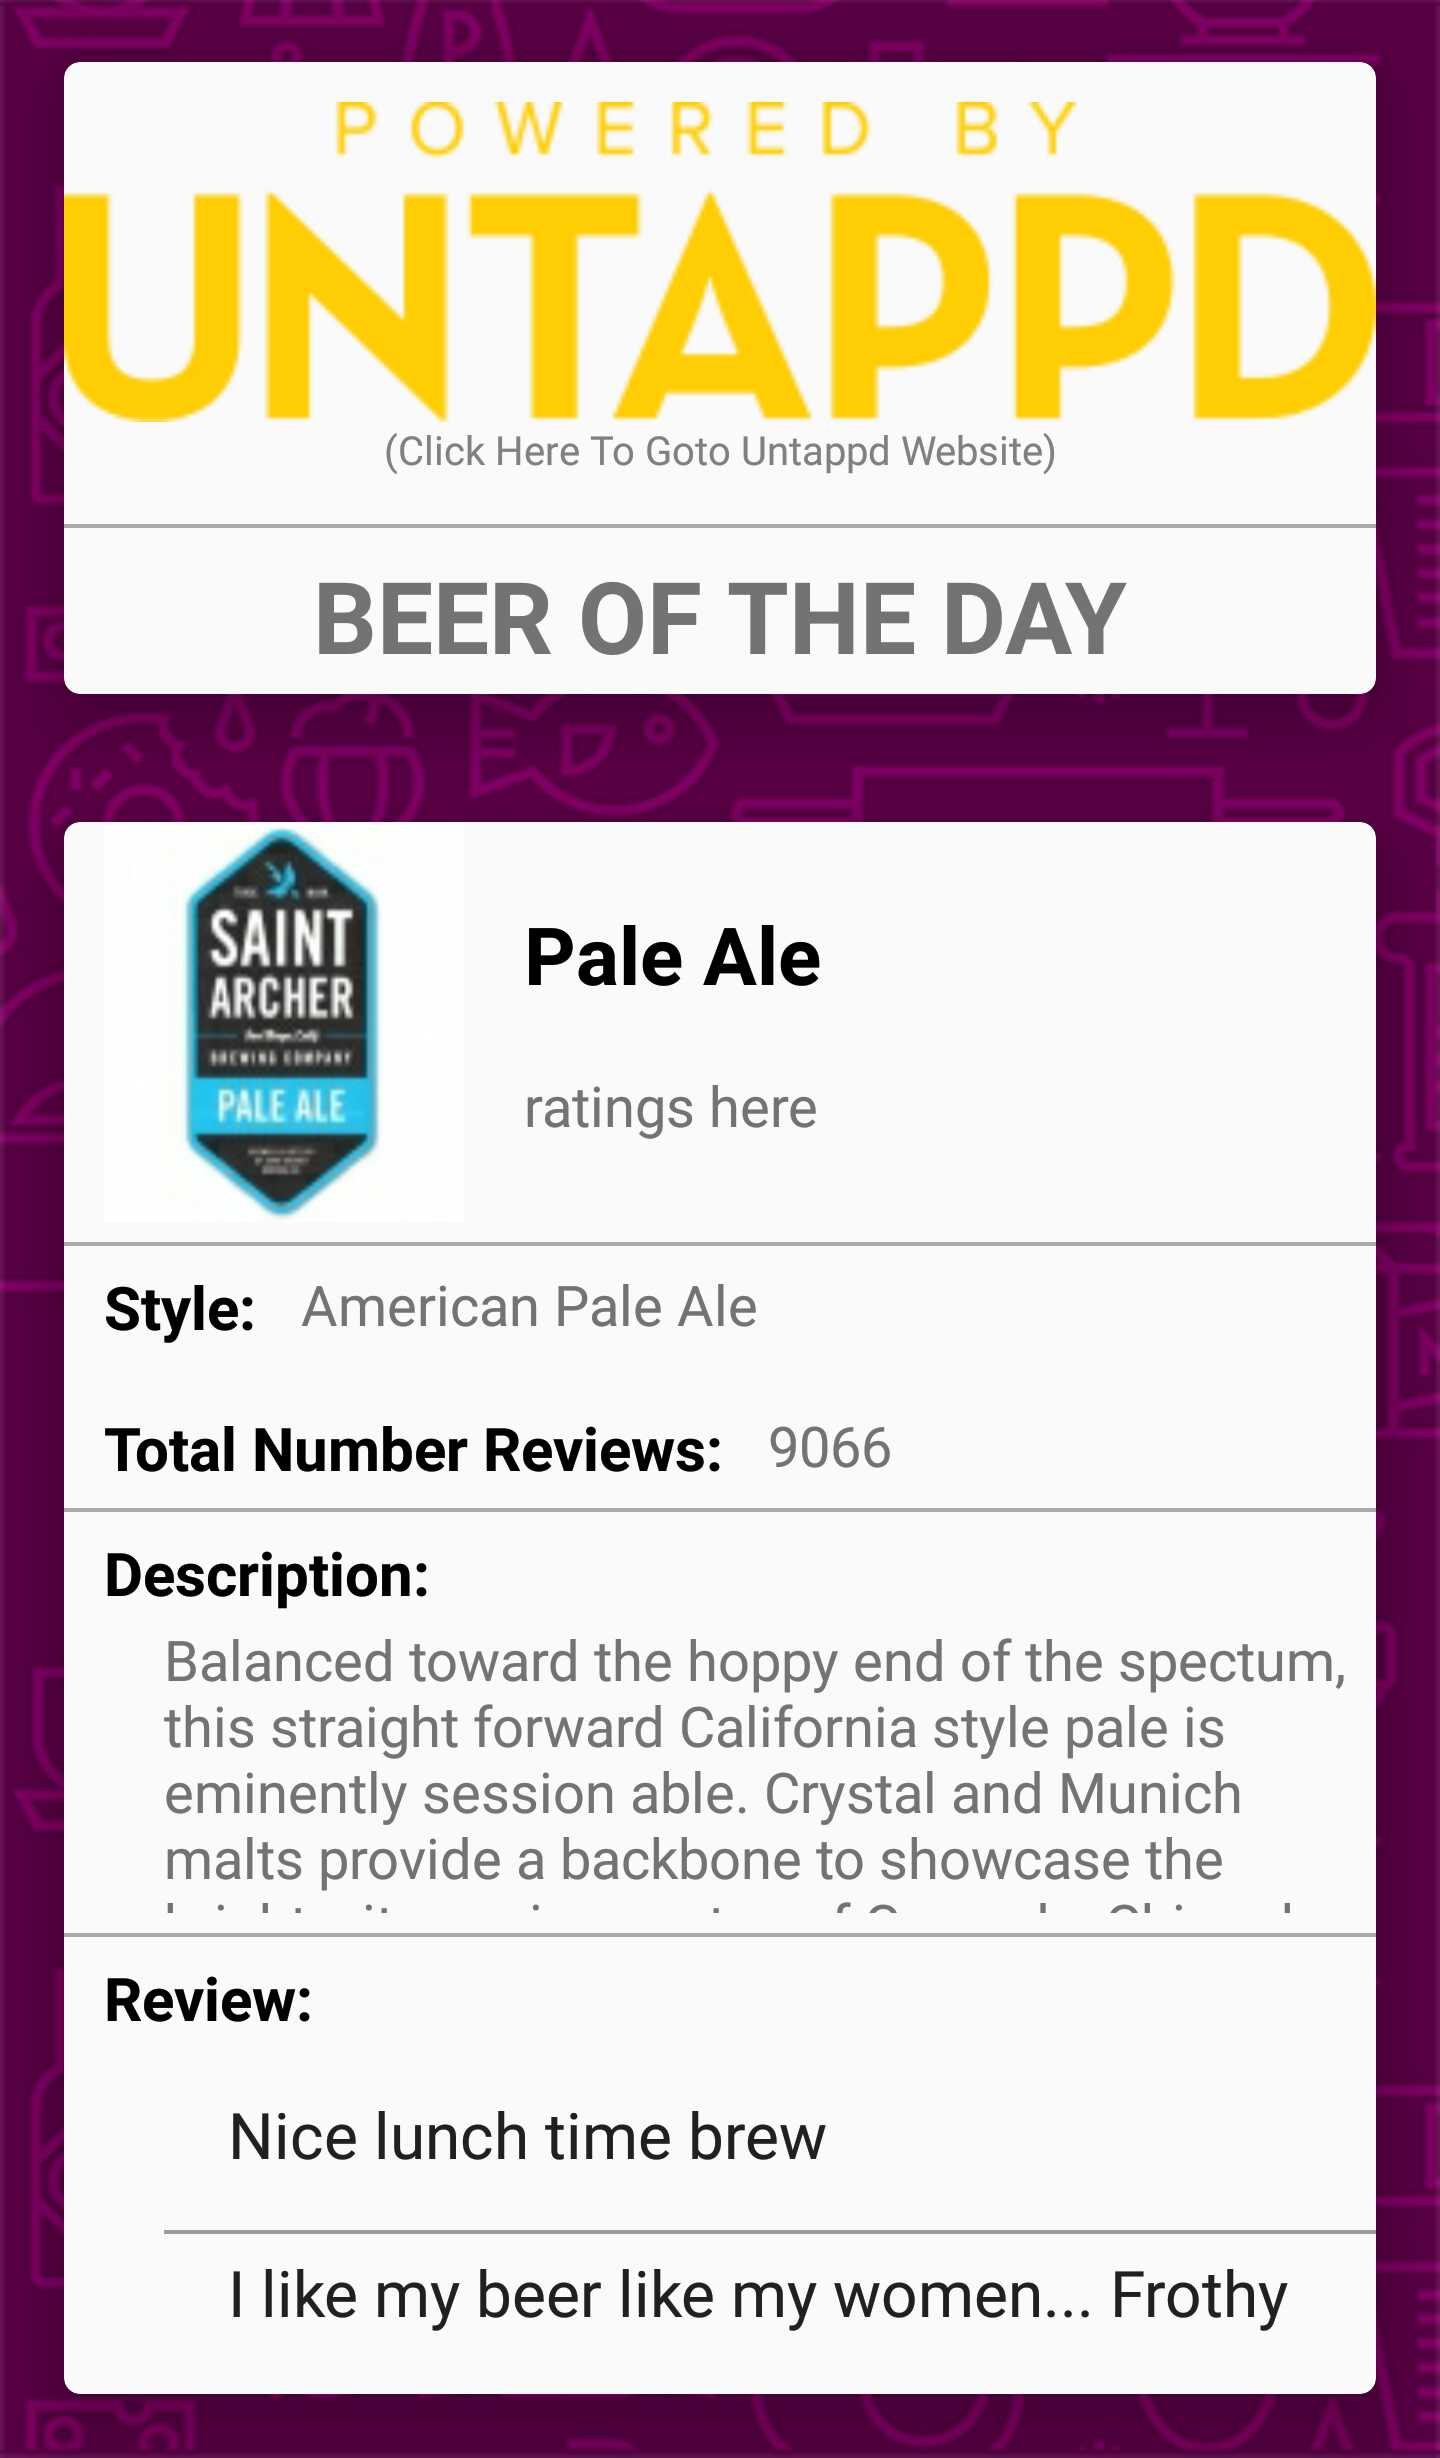 POWERED BY
UNTAPPD
(Click Here To Goto Untappd Website)
BEER OF THE DAY
SAINT
ARCHER
BREWING COMPANY
PALE ALE
Pale Ale
ratings here
Style: American Pale Ale
Total Number Reviews: 9066
Description:
Balanced toward the hoppy end of the spectum,
this straight forward California style pale is
eminently session able. Crystal and Munich
malts provide a backbone to showcase the
Review:
Nice lunch time brew
I like my beer like my women... Frothy